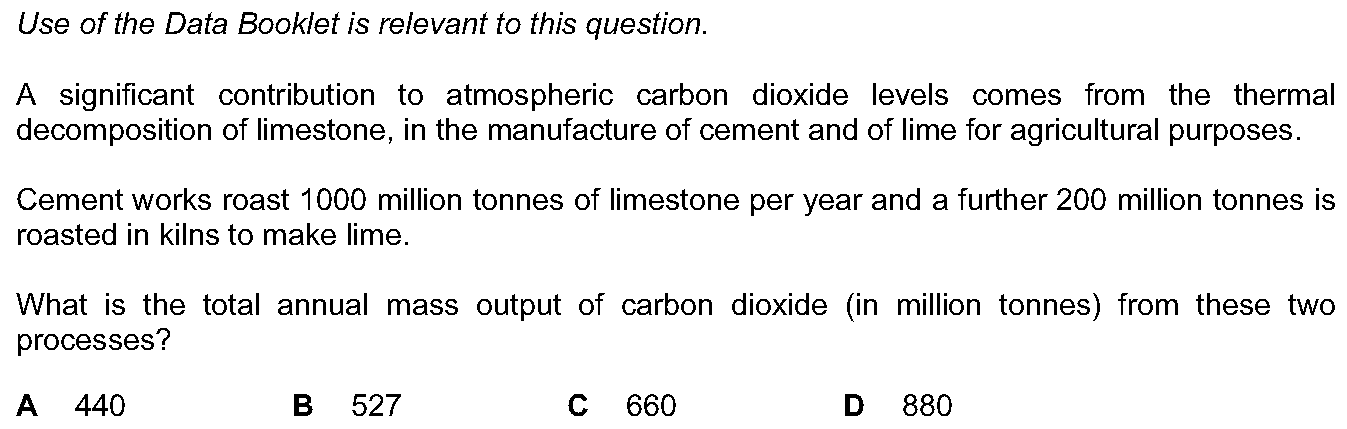 Use of the Data Booklet is relevant to this question.
A significant contribution to atmospheric carbon dioxide levels comes from the thermal
decomposition of limestone, in the manufacture of cement and of lime for agricultural purposes.
Cement works roast 1000 million tonnes of limestone per year and a further 200 million tonnes is
roasted in kilns to make lime.
What is the total annual mass output of carbon dioxide (in million tonnes) from these two
processes?
A 440 B 527 C 660 D 880